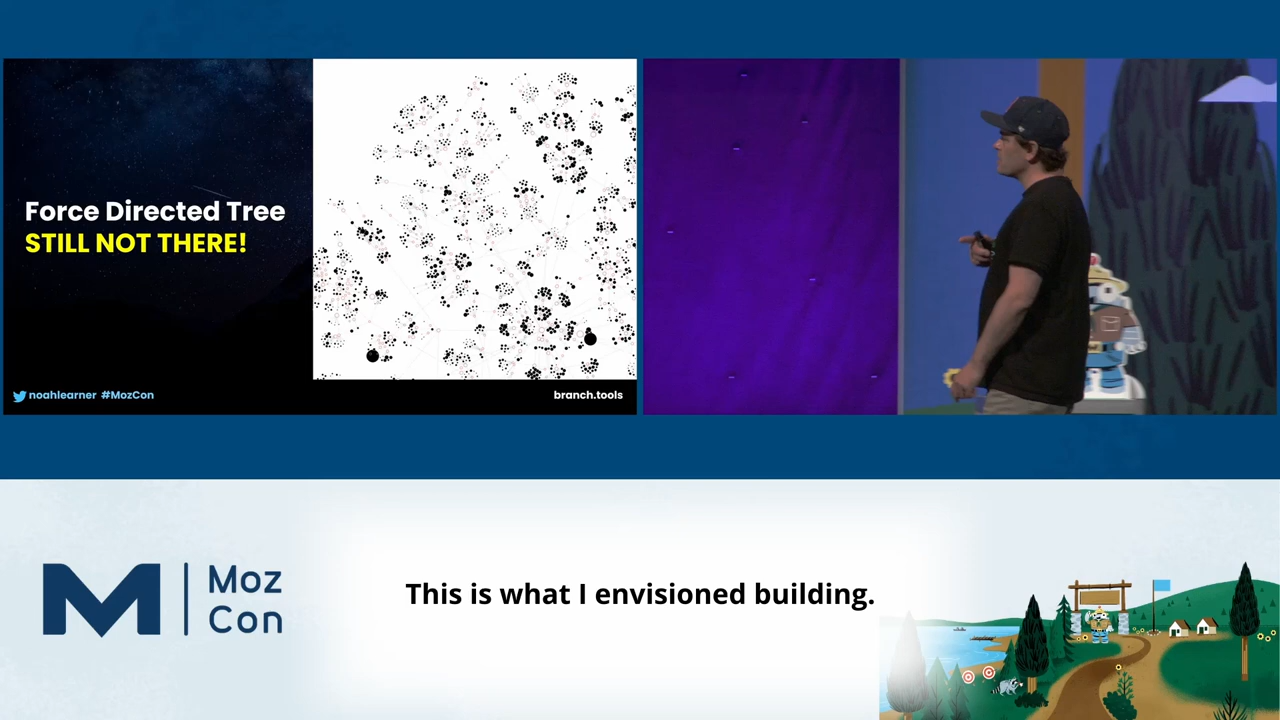 Force Directed Tree
STILL NOT THERE!
noahlearner #MozCon
branch.tools
Moz
Con
This is what I envisioned building.